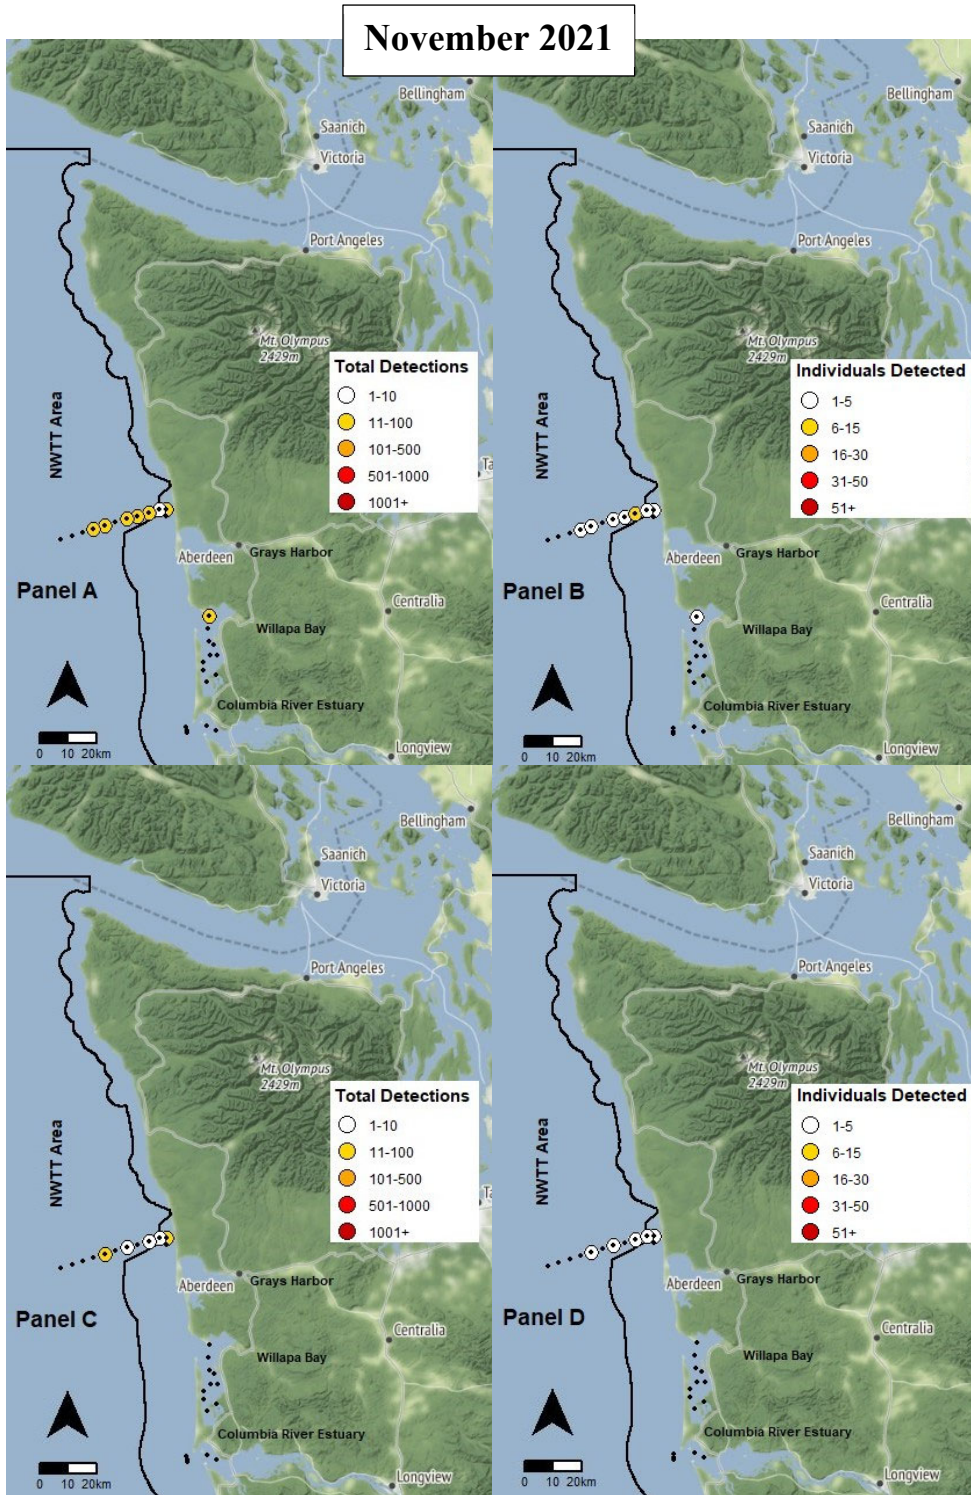 November 2021
Bellingham
Saanich
Victoria
Port Angeles
Mt. Olympus
2429m
NWTT Area
Total Detections
1-10
11-100
101-500
501-1000
1001+
Ta
Grays Harbor
Aberdeen
Panel A
Centralia
Willapa Bay
Columbia River Estuary
0 10 20km
Longview
Bellingham
Saanich
Victoria
Port Angeles
Mt. Olympus
2429m
NWTT Area
Individuals Detected
1-5
6-15
16-30
31-50
51+
Grays Harbor
Aberdeen
Panel B
Centralia
Willapa Bay
Columbia River Estuary
0 10 20km
Longview
Bellingham
Saanich
Victoria
Port Angeles
Mt. Olympus
2429m
NWTT Area
Total Detections
1-10
11-100
101-500
501-1000
1001+
Ta
Grays Harbor
Aberdeen
Panel C
Centralia
Willapa Bay
Columbia River Estuary
0 10 20km
Longview
Bellingham
Saanich
Victoria
Port Angeles
Mt. Olympus
2429m
NWTT Area
Individuals Detected
1-5
6-15
16-30
31-50
51+
Grays Harbor
Aberdeen
Panel D
Centralia
Willapa Bay
Columbia River Estuary
0 10 20km
Longview